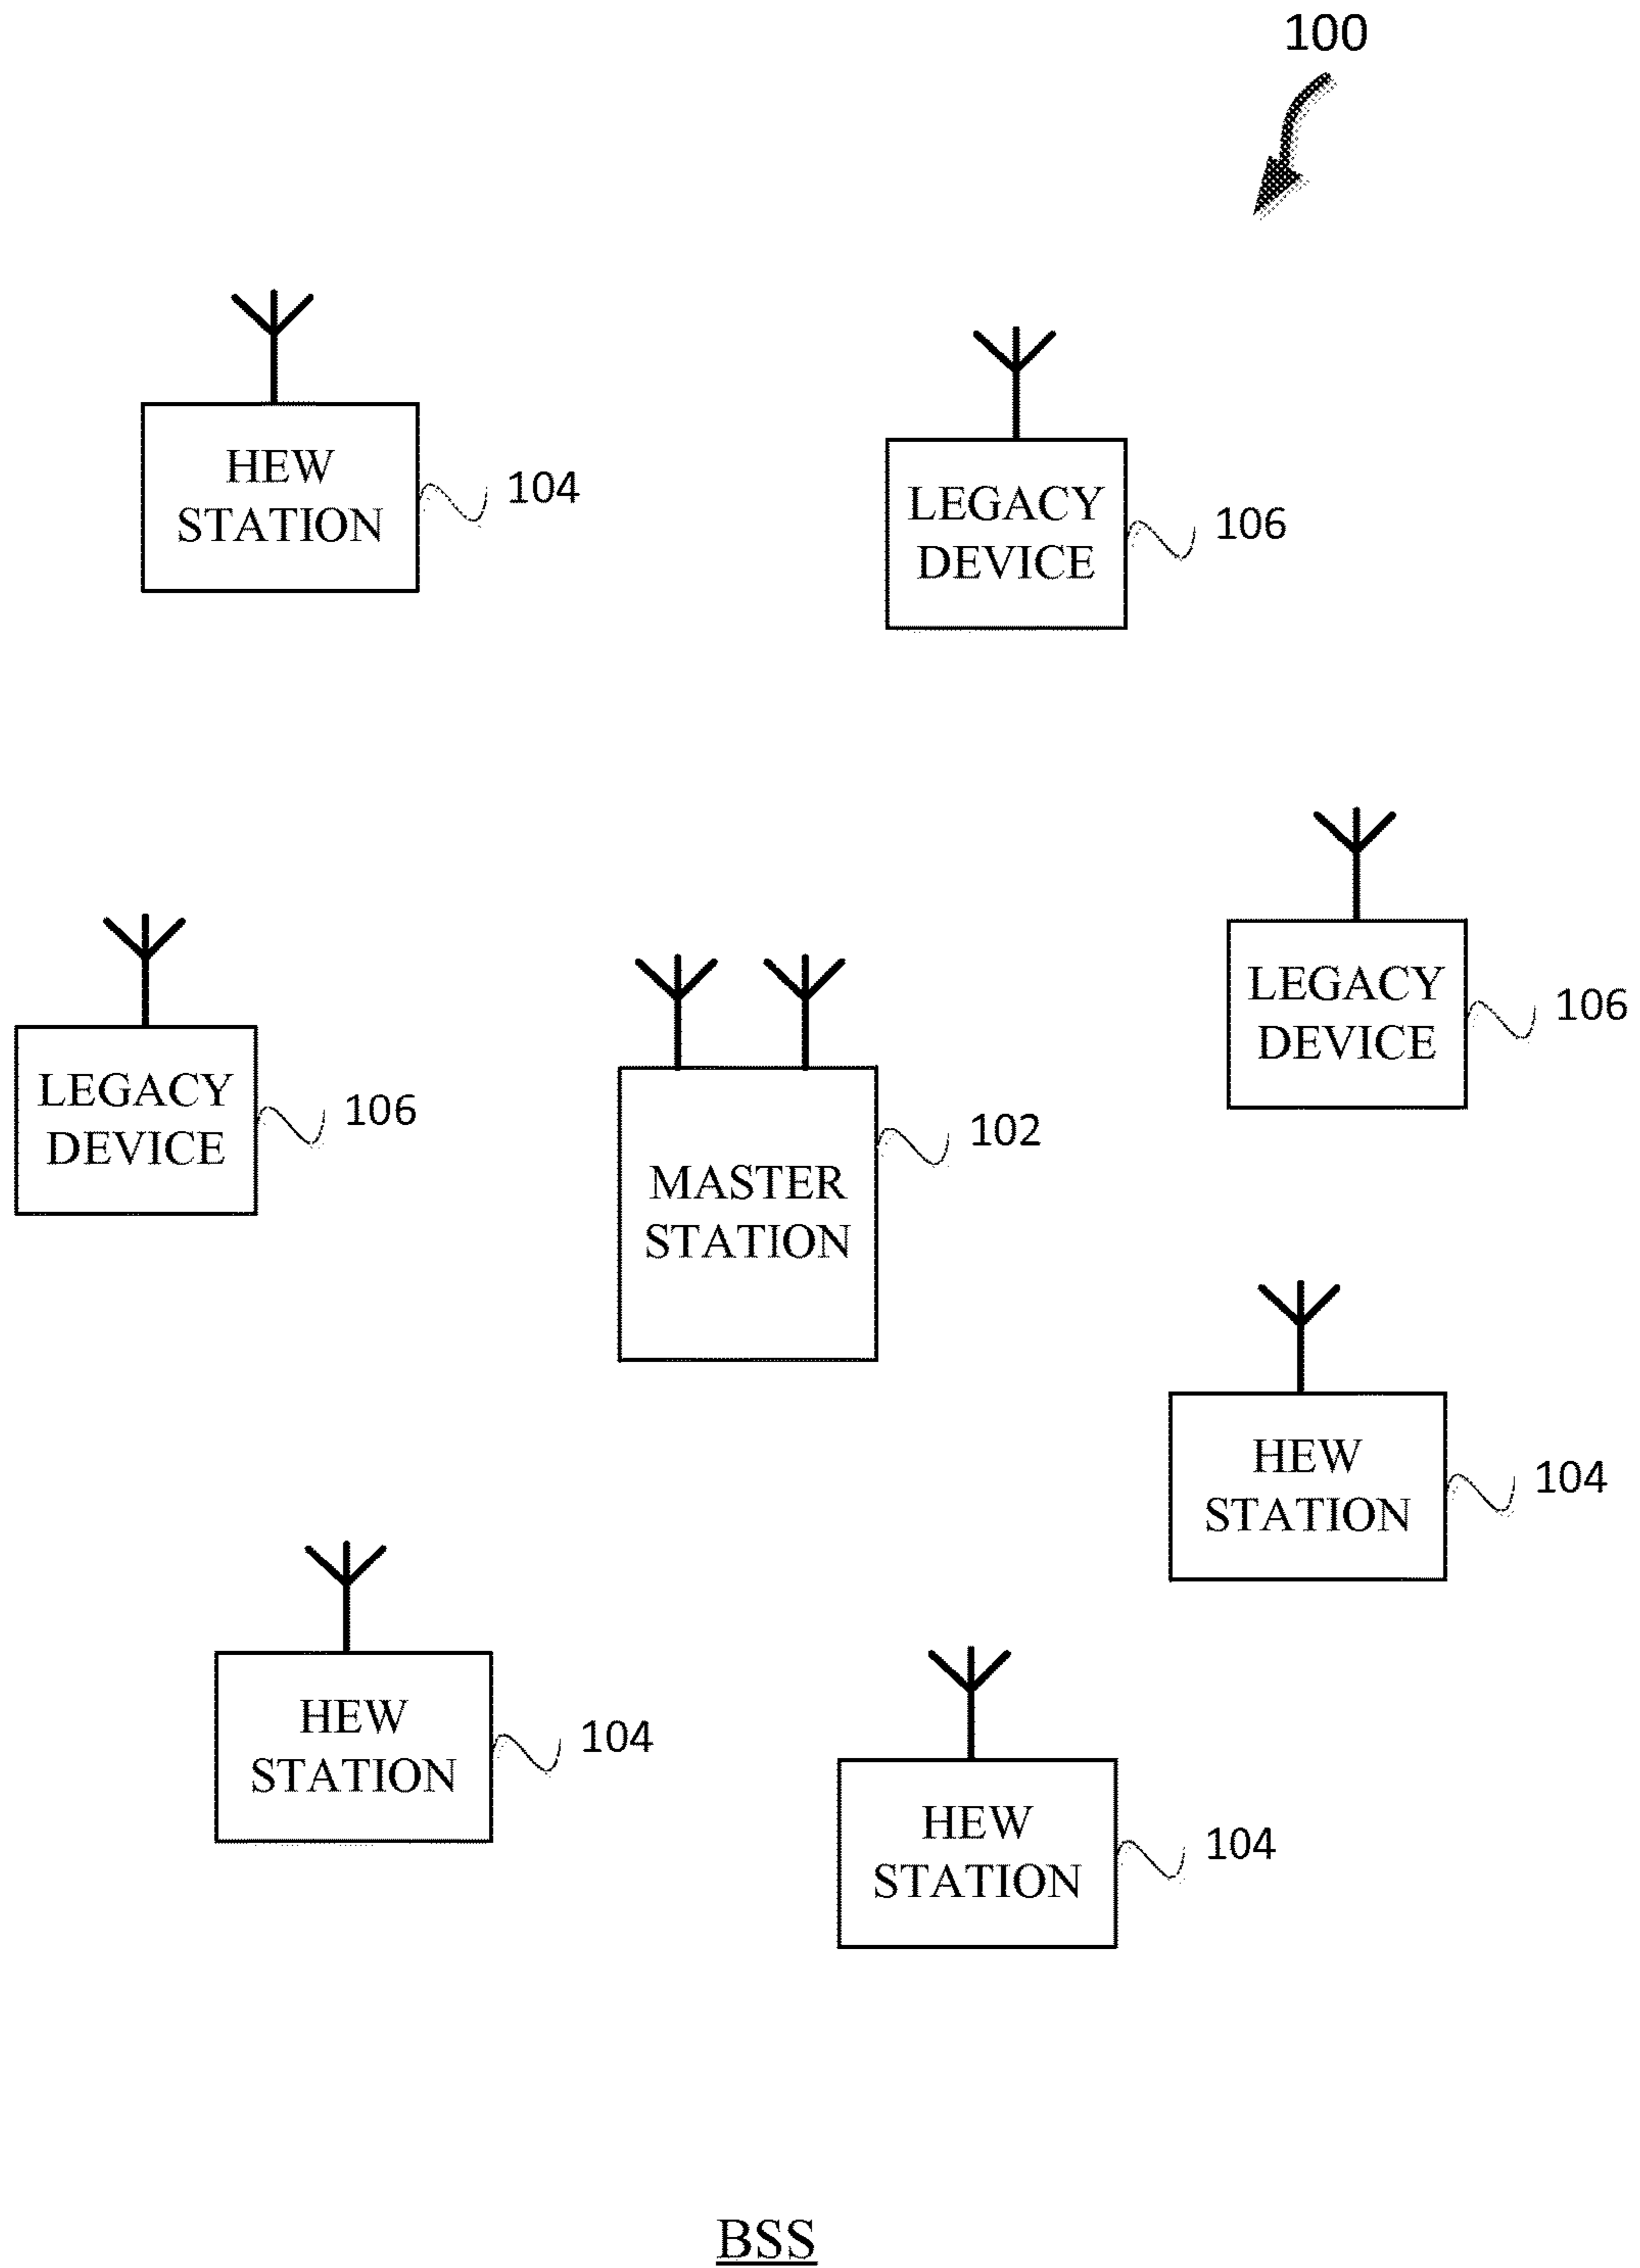 100
HEW
STATION
104
LEGACY
DEVICE
106
LEGACY
DEVICE
106
LEGACY
DEVICE
106
MASTER
STATION
102
HEW
STATION
104
HEW
STATION
104
HEW
STATION
104
BSS